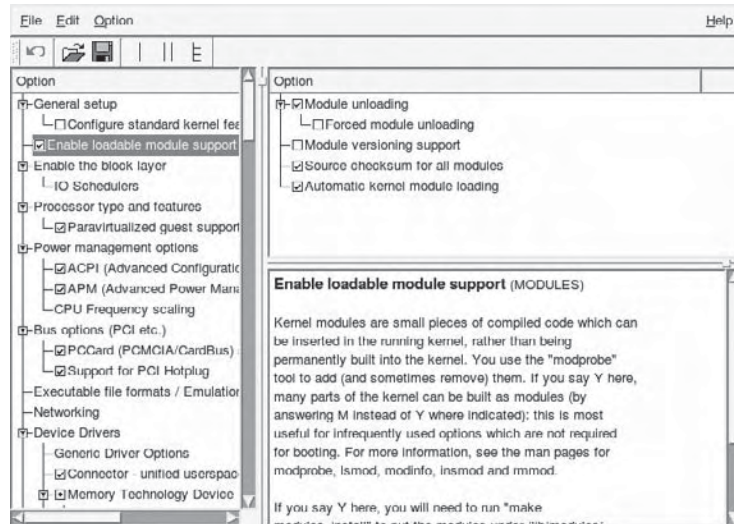 File Edit Option Help
Option
General setup
Configure standard kernel fea
Enable loadable module support
Enable the block layer
IO Schedulers
Processor type and features
Paravirtualized guest support
Power management options
ACPI (Advanced Configuratio
APM (Advanced Power Mana
CPU Frequency scaling
Bus options (PCI etc.)
PCCard (PCMCIA/CardBus)
Support for PCI Hotplug
Executable file formats / Emulation
Networking
Device Drivers
Generic Driver Options
Connector - unified userspac
Memory Technology Device
Option
Module unloading
Forced module unloading
Module versioning support
Source checksum for all modules
Automatic kernel module loading
Enable loadable module support (MODULES)
Kernel modules are small pieces of compiled code which can
be inserted in the running kernel, rather than being
permanently built into the kernel. You use the "modprobe"
tool to add (and sometimes remove) them. If you say Y here,
many parts of the kernel can be built as modules (by
answering M instead of Y where indicated): this is most
useful for infrequently used options which are not required
for booting. For more information, see the man pages for
modprobe, lsmod, modinfo, insmod and rmmod.
If you say Y here, you will need to run "make